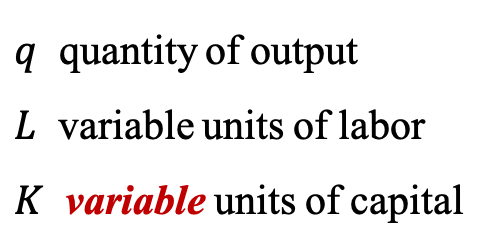 q quantity of output
L variable units of labor
K variable units of capital